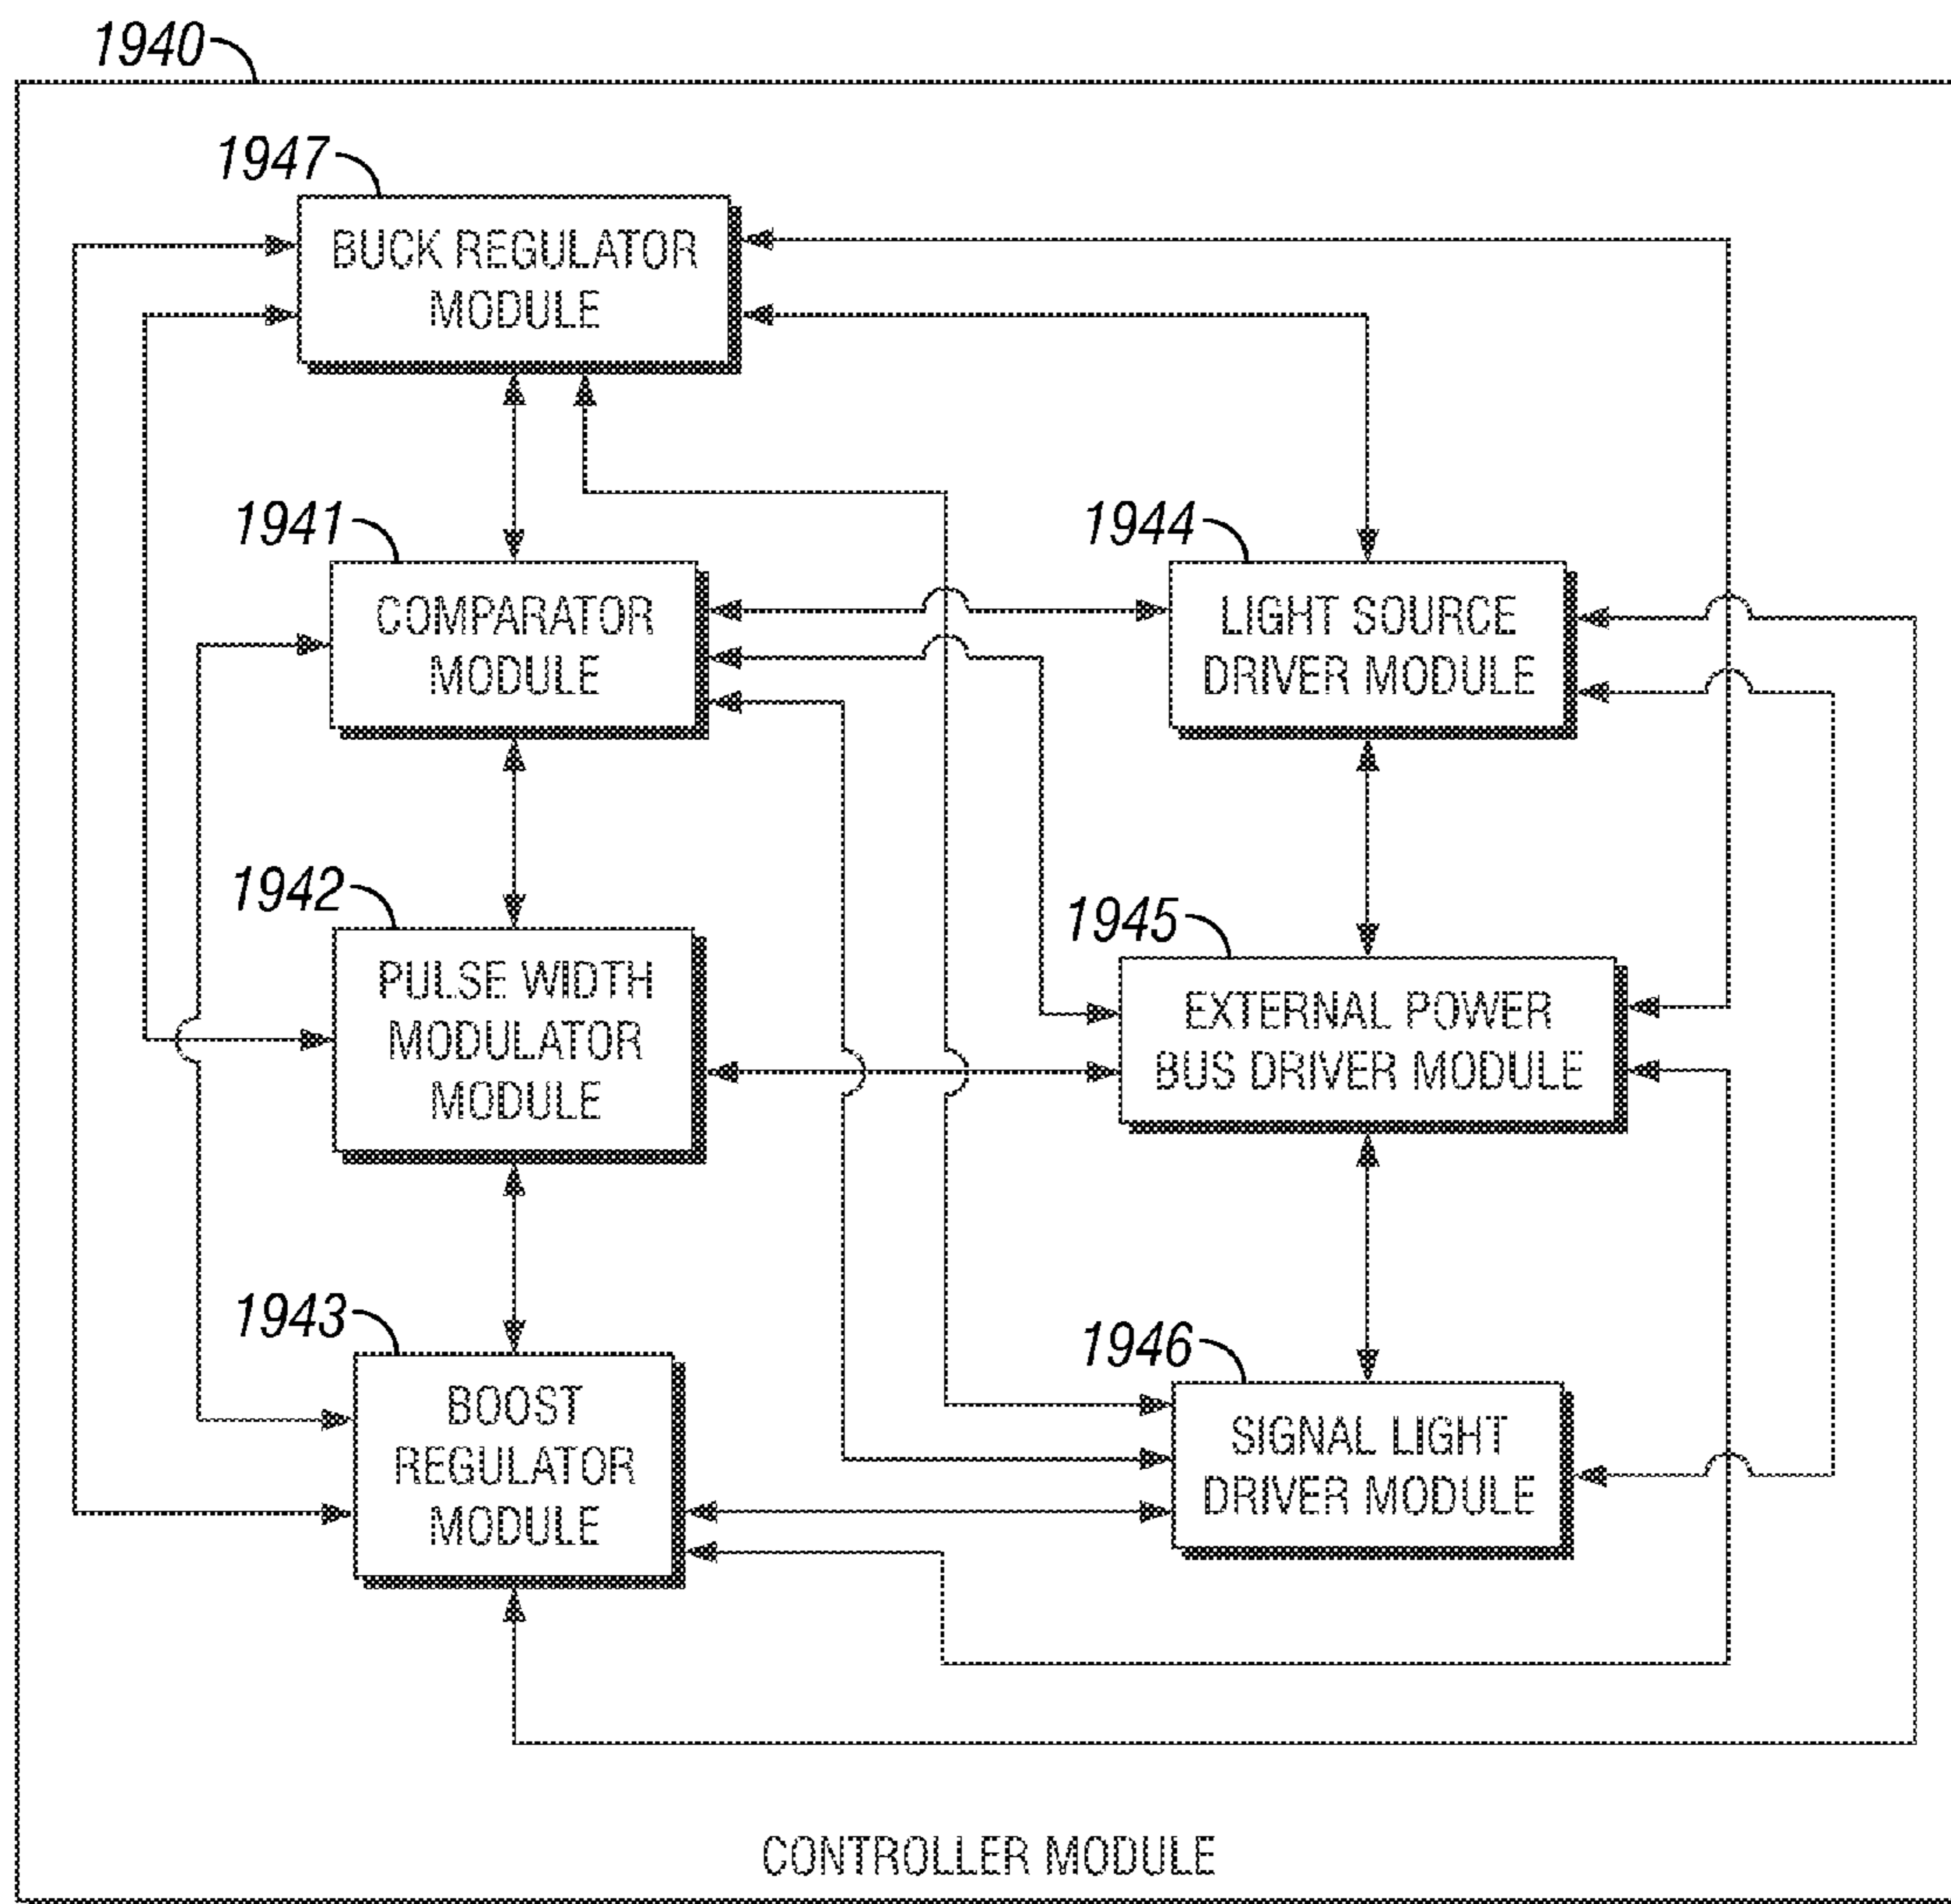 1940
1947
BUCK REGULATOR
MODULE
1941
COMPARATOR
MODULE
1944
LIGHT SOURCE
DRIVER MODULE
1942
PULSE WIDTH
MODULATOR
MODULE
1945
EXTERNAL POWER
BUS DRIVER MODULE
1943
BOOST
REGULATOR
MODULE
1946
SIGNAL LIGHT
DRIVER MODULE
CONTROLLER MODULE